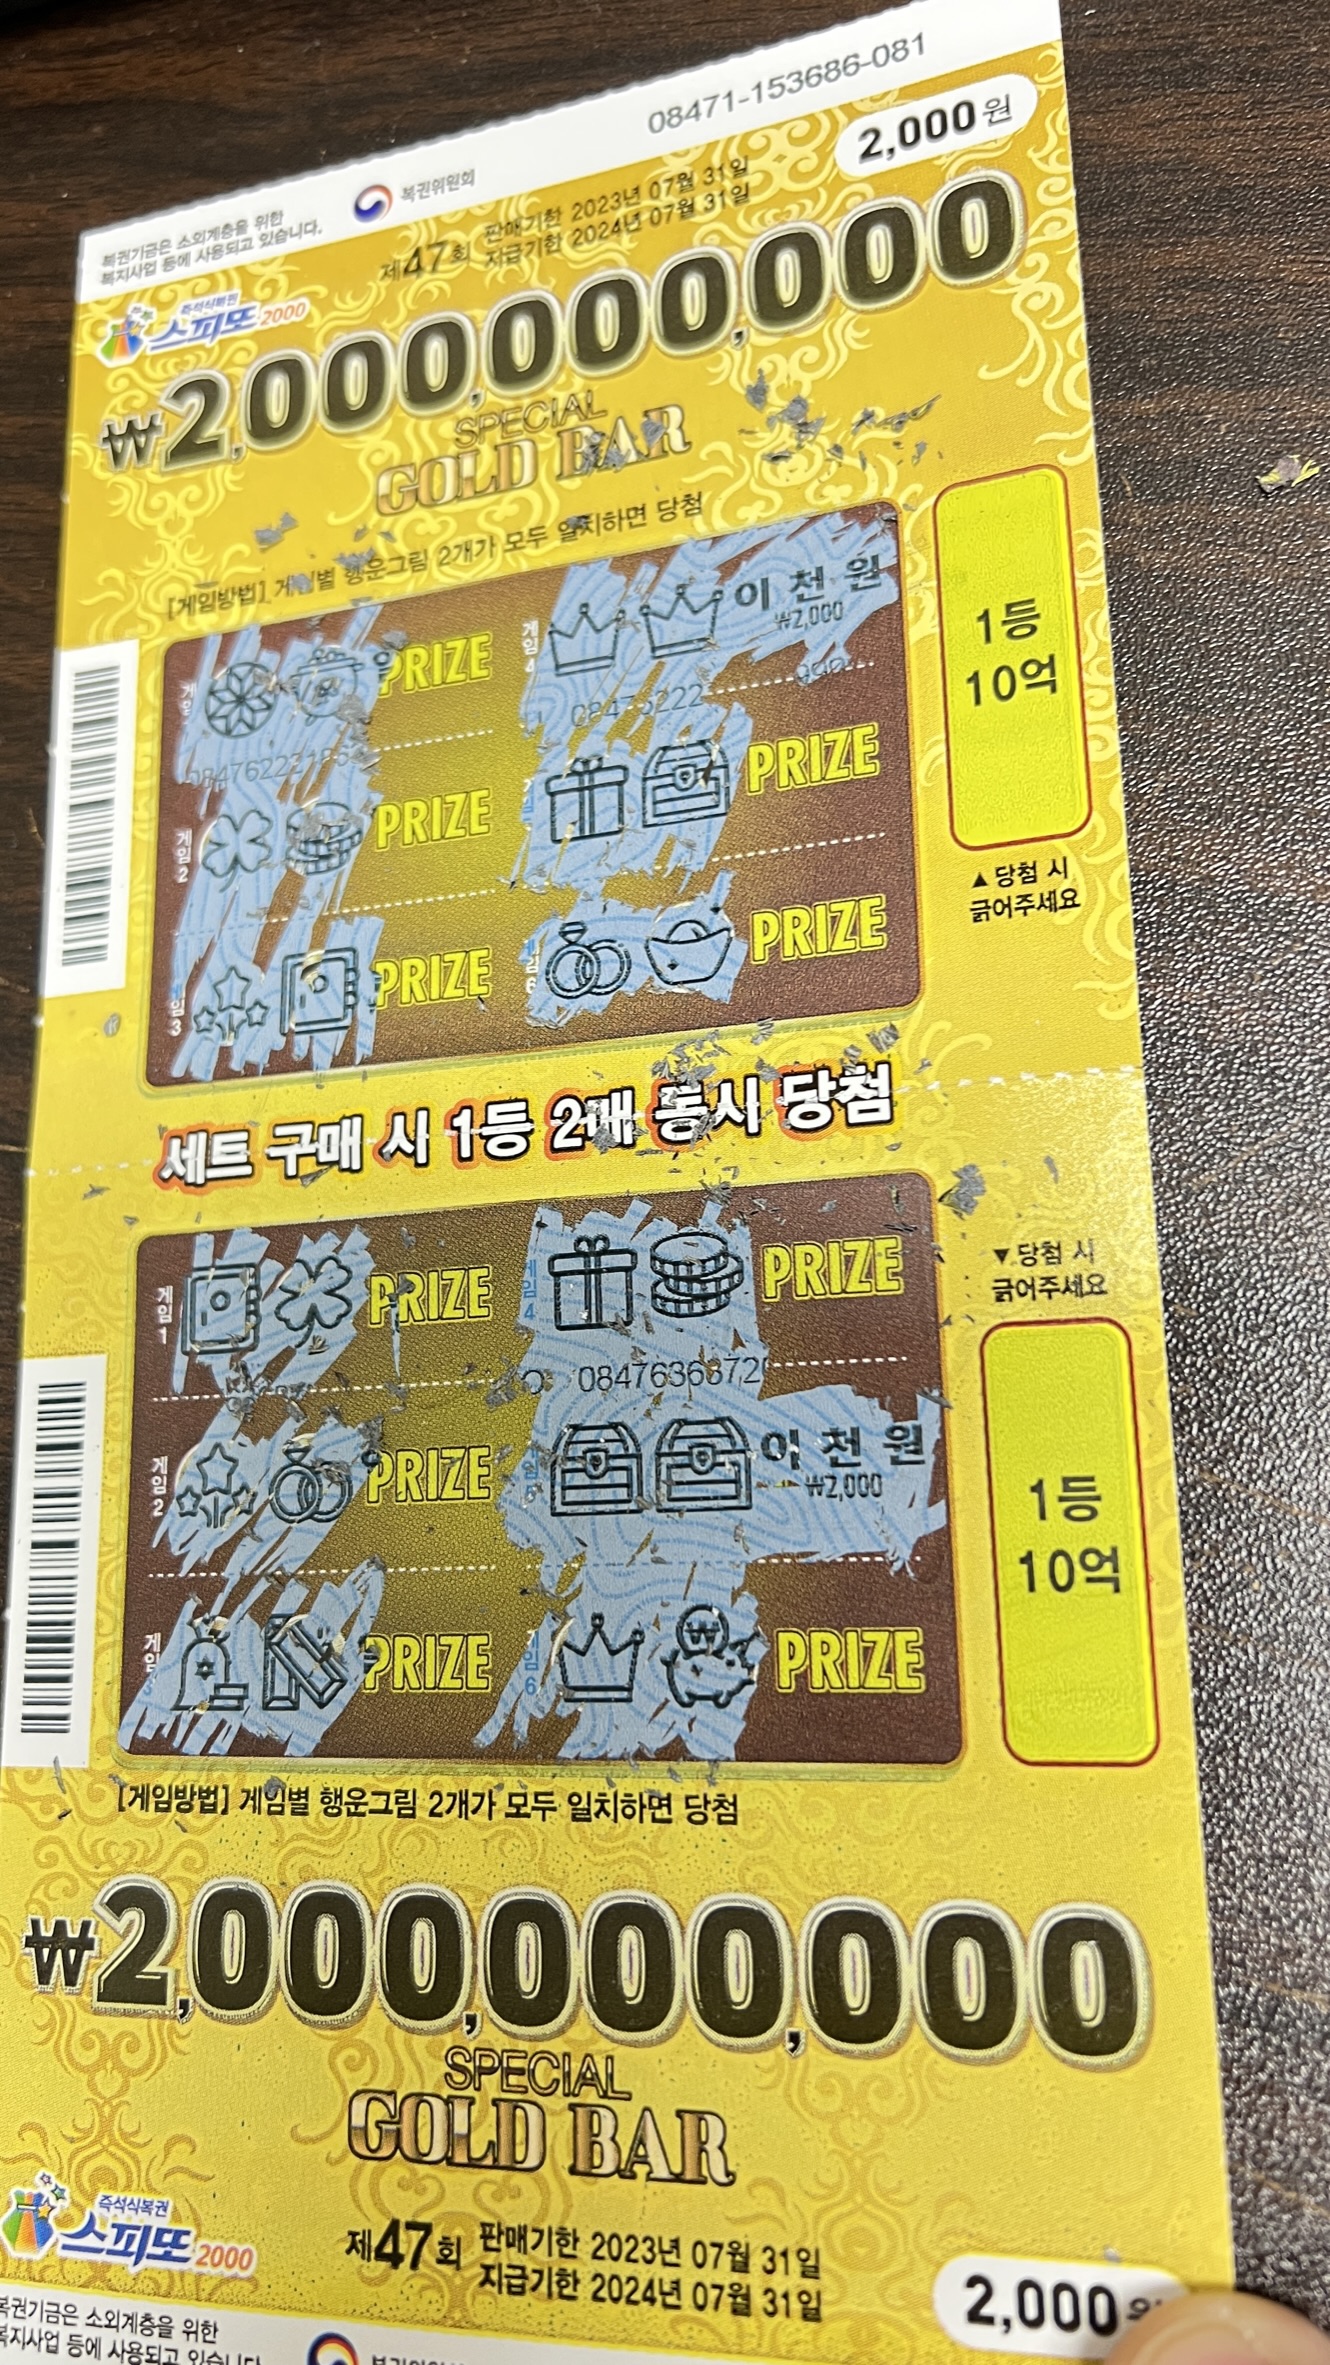 08471-153686-081
2,000원
복권기금은 소외계층을 위한
복지사업 등에 사용되고 있습니다.
복권위원회
제47회
판매기한 2023년 07월 31일
지급기한 2024년 07월 31일
즉석식복권
스피또 2000
₩2,000,000,000
SPECIAL
GOLD BAR
[게임방법] 게임별 행운그림 2개가 모두 일치하면 당첨
PRIZE
게임4
이천원
₩2,000
게임2
PRIZE
PRIZE
게임3
PRIZE
PRIZE
1등
10억
▲당첨 시
긁어주세요
세트 구매 시 1등 2매 동시 당첨
게임1
PRIZE
게임4
PRIZE
0847636372
게임2
PRIZE
이천원
₩2,000
PRIZE
게임6
PRIZE
▼당첨 시
긁어주세요
1등
10억
[게임방법] 게임별 행운그림 2개가 모두 일치하면 당첨
₩2,000,000,000
SPECIAL
GOLD BAR
즉석식복권
스피또 2000
제47회
판매기한 2023년 07월 31일
지급기한 2024년 07월 31일
2,000
복권기금은 소외계층을 위한
복지사업 등에 사용되고 있습니다